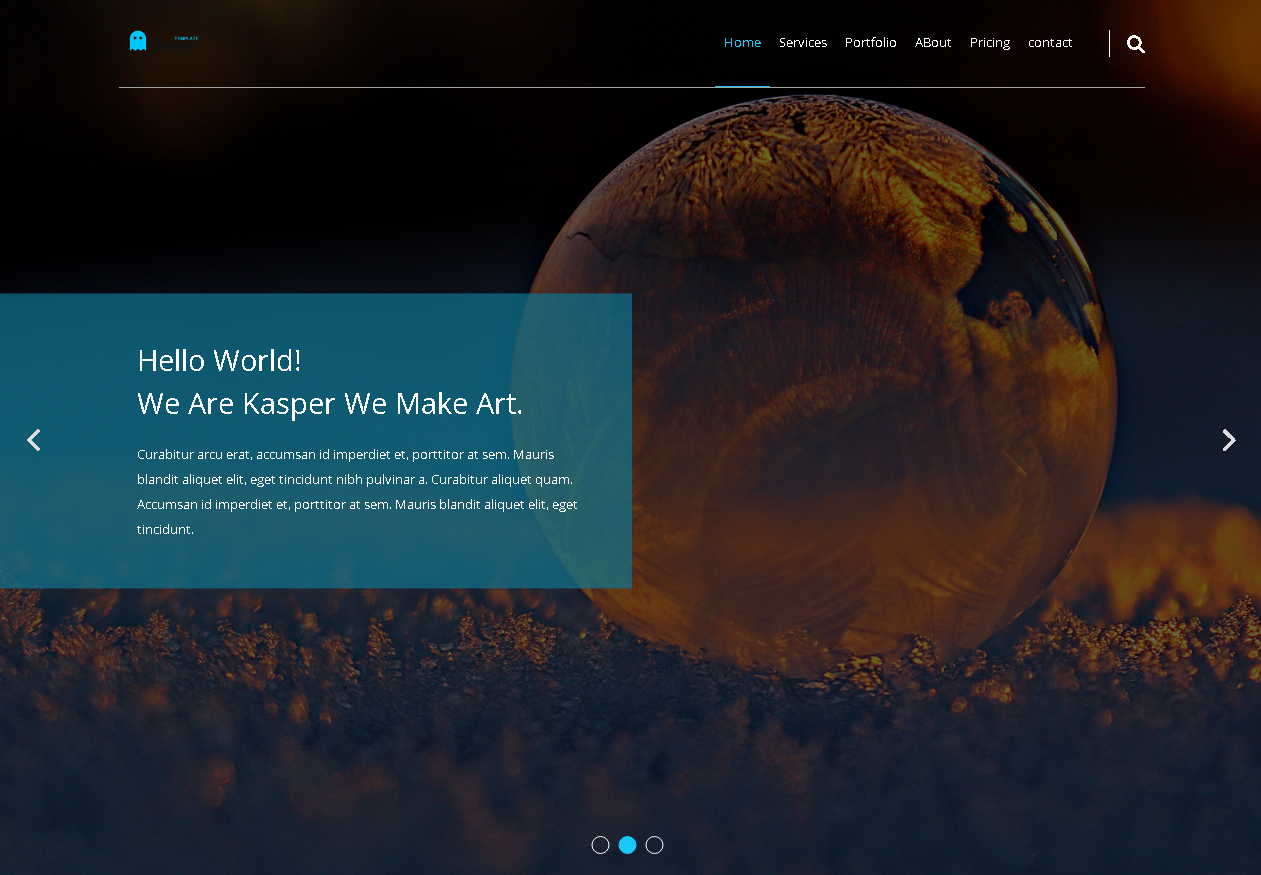 TEMPLATE
Home Services Portfolio ABout Pricing contact
Hello World!
We Are Kasper We Make Art.
Curabitur arcu erat, accumsan id imperdiet et, porttitor at sem. Mauris
blandit aliquet elit, eget tincidunt nibh pulvinar a. Curabitur aliquet quam.
Accumsan id imperdiet et, porttitor at sem. Mauris blandit aliquet elit, eget
tincidunt.